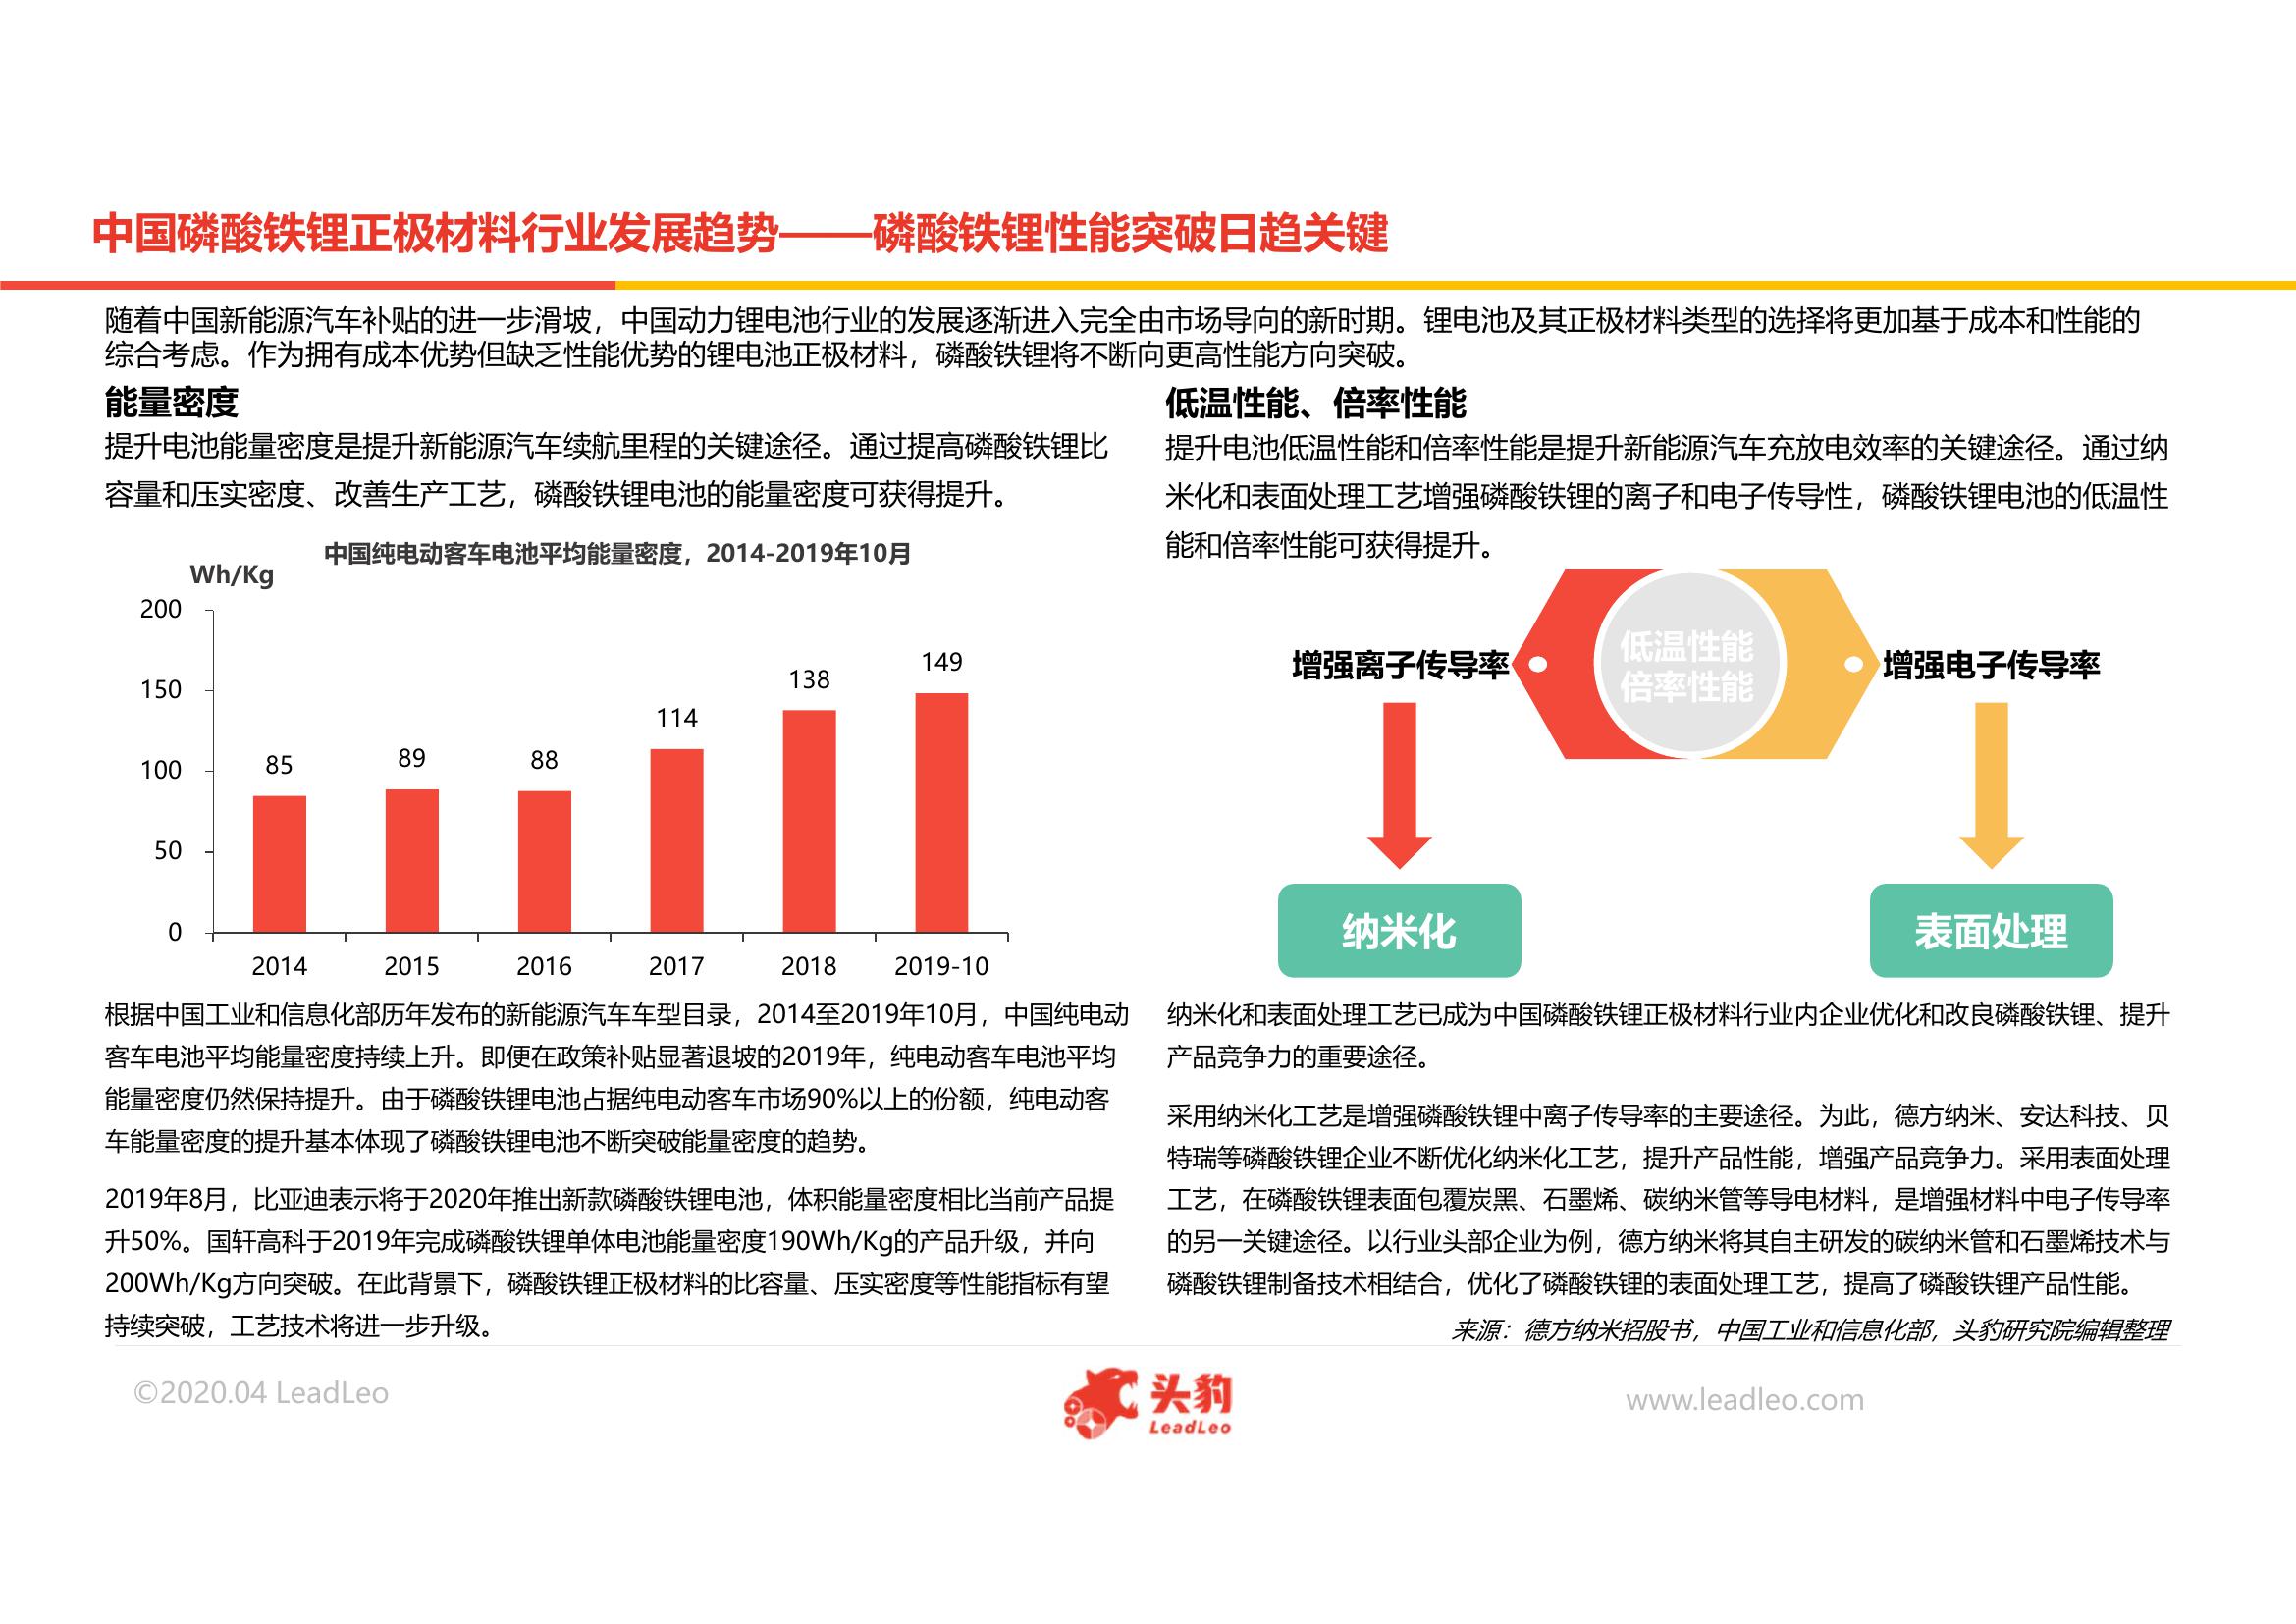 中国磷酸铁锂正极材料行业发展趋势——磷酸铁锂性能突破日趋关键
随着中国新能源汽车补贴的进一步滑坡，中国动力锂电池行业的发展逐渐进入完全由市场导向的新时期。锂电池及其正极材料类型的选择将更加基于成本和性能的
综合考虑。作为拥有成本优势但缺乏性能优势的锂电池正极材料，磷酸铁锂将不断向更高性能方向突破。
能量密度
提升电池能量密度是提升新能源汽车续航里程的关键途径。通过提高磷酸铁锂比
容量和压实密度、改善生产工艺，磷酸铁锂电池的能量密度可获得提升。
中国纯电动客车电池平均能量密度，2014-2019年10月
Wh/Kg
200
150
100
50
0
85
89
88
114
138
149
2014
2015
2016
2017
2018
2019-10
根据中国工业和信息化部历年发布的新能源汽车车型目录，2014至2019年10月，中国纯电动
客车电池平均能量密度持续上升。即便在政策补贴显著退坡的2019年，纯电动客车电池平均
能量密度仍然保持提升。由于磷酸铁锂电池占据纯电动客车市场90%以上的份额，纯电动客
车能量密度的提升基本体现了磷酸铁锂电池不断突破能量密度的趋势。
2019年8月，比亚迪表示将于2020年推出新款磷酸铁锂电池，体积能量密度相比当前产品提
升50%。国轩高科于2019年完成磷酸铁锂单体电池能量密度190Wh/Kg的产品升级，并向
200Wh/Kg方向突破。在此背景下，磷酸铁锂正极材料的比容量、压实密度等性能指标有望
持续突破，工艺技术将进一步升级。
低温性能、倍率性能
提升电池低温性能和倍率性能是提升新能源汽车充放电效率的关键途径。通过纳
米化和表面处理工艺增强磷酸铁锂的离子和电子传导性，磷酸铁锂电池的低温性
能和倍率性能可获得提升。
增强离子传导率
低温性能
倍率性能
增强电子传导率
纳米化
表面处理
纳米化和表面处理工艺已成为中国磷酸铁锂正极材料行业内企业优化和改良磷酸铁锂、提升
产品竞争力的重要途径。
采用纳米化工艺是增强磷酸铁锂中离子传导率的主要途径。为此，德方纳米、安达科技、贝
特瑞等磷酸铁锂企业不断优化纳米化工艺，提升产品性能，增强产品竞争力。采用表面处理
工艺，在磷酸铁锂表面包覆炭黑、石墨烯、碳纳米管等导电材料，是增强材料中电子传导率
的另一关键途径。以行业头部企业为例，德方纳米将其自主研发的碳纳米管和石墨烯技术与
磷酸铁锂制备技术相结合，优化了磷酸铁锂的表面处理工艺，提高了磷酸铁锂产品性能。
来源：德方纳米招股书，中国工业和信息化部，头豹研究院编辑整理
©2020.04 LeadLeo
头豹
LeadLeo
www.leadleo.com